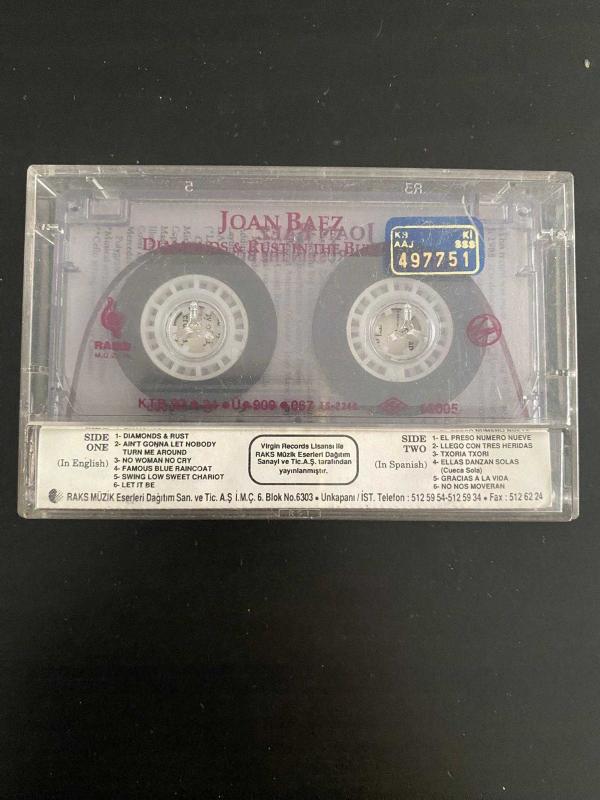 JOAN BAEZ
DIAMONDS & RUST IN THE
K8 KI
AAJ 888
497751
RAKS
KTB
Ü 909 • 067
SIDE ONE
(In English)
1- DIAMONDS & RUST
2- AIN'T GONNA LET NOBODY
TURN ME AROUND
3- NO WOMAN NO CRY
4- FAMOUS BLUE RAINCOAT
5- SWING LOW SWEET CHARIOT
6- LET IT BE
Virgin Records Lisansı ile
RAKS Müzik Eserleri Dağıtım
Sanayi ve Tic.A.Ş. tarafından
yayınlanmıştır.
SIDE TWO
(In Spanish)
1- EL PRESO NUMERO NUEVE
2- LLEGO CON TRES HERIDAS
3- TXORIA TXORI
4- ELLAS DANZAN SOLAS
(Cueca Sola)
5- GRACIAS A LA VIDA
6- NO NOS MOVERAN
RAKS MÜZİK Eserleri Dağıtım San. ve Tic. A.Ş İ.M.Ç. 6. Blok No.6303 • Unkapanı / İST. Telefon : 512 59 54-512 59 34 • Fax : 512 62 24